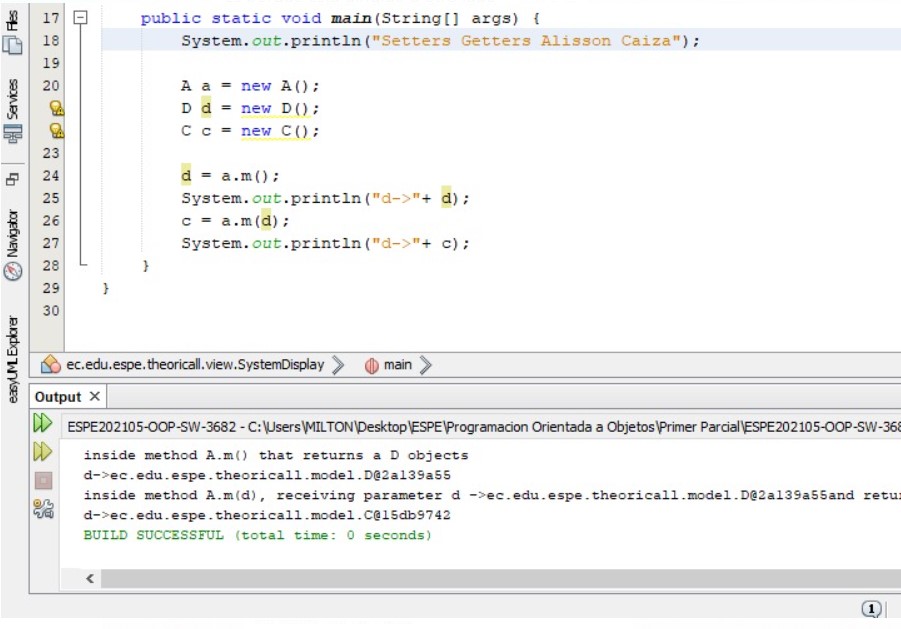 Files
Services
Navigator
easyUML Explorer
17 public static void main(String[] args) {
18 System.out.println("Setters Getters Alisson Caiza");
19
20 A a = new A();
D d = new D();
C c = new C();
23
24 d = a.m();
25 System.out.println("d->"+ d);
26 c = a.m(d);
27 System.out.println("d->"+ c);
28 }
29 }
30
ec.edu.espe.theoricall.view.SystemDisplay main
Output ×
ESPE202105-OOP-SW-3682 - C:\Users\MILTON\Desktop\ESPE\Programacion Orientada a Objetos\Primer Parcial\ESPE202105-OOP-SW-368
inside method A.m() that returns a D objects
d->ec.edu.espe.theoricall.model.D@2a139a55
inside method A.m(d), receiving parameter d ->ec.edu.espe.theoricall.model.D@2a139a55and retur
d->ec.edu.espe.theoricall.model.C@15db9742
BUILD SUCCESSFUL (total time: 0 seconds)
1